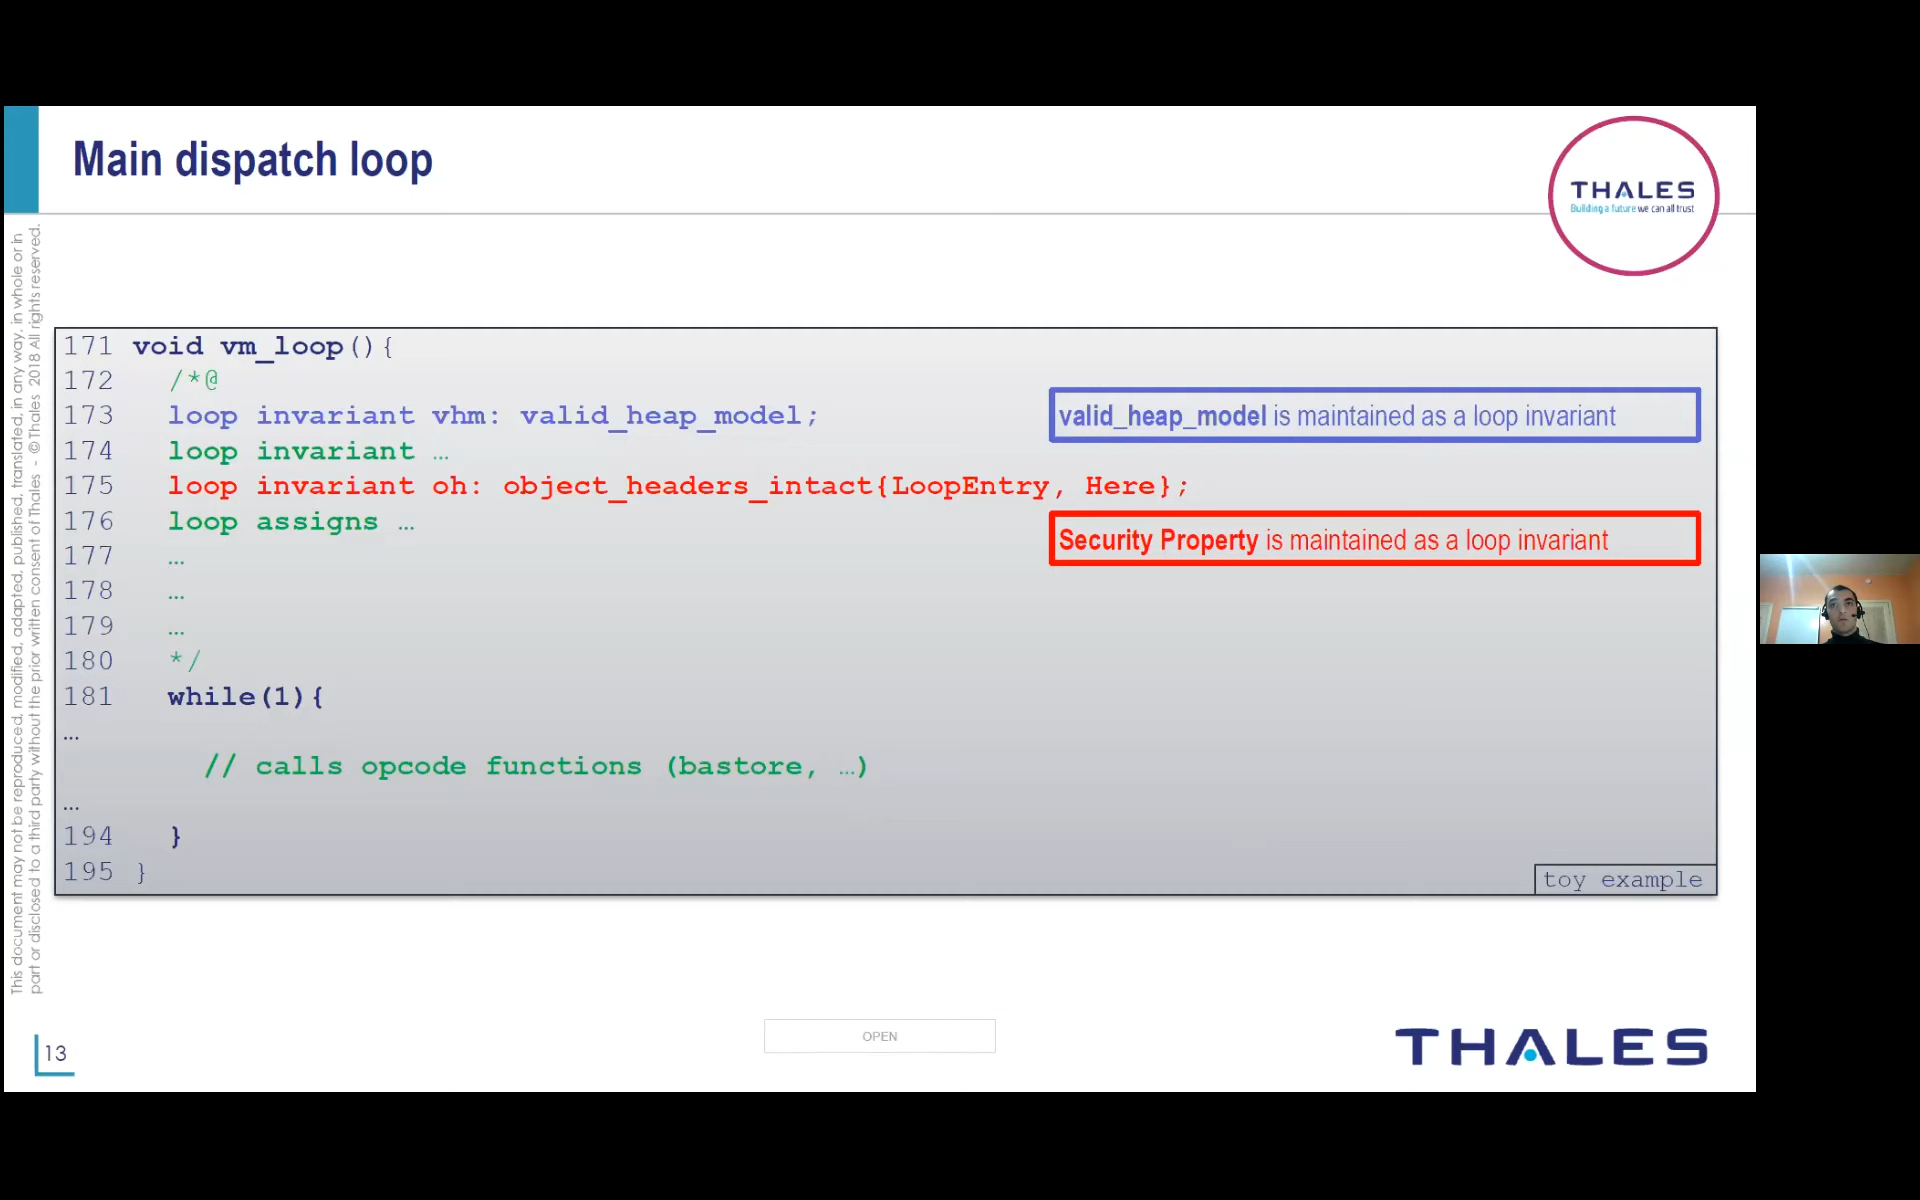 Main dispatch loop
THALES
Building a future we can all trust
This document may not be reproduced, modified, adapted, published, translated, in any way, in whole or in
part or disclosed to a third party without the prior written consent of Thales - © Thales 2018 All rights reserved.
171 void vm_loop(){
172 /*@
173 loop invariant vhm: valid_heap_model;
valid_heap_model is maintained as a loop invariant
174 loop invariant …
175 loop invariant oh: object_headers_intact{LoopEntry, Here};
176 loop assigns …
Security Property is maintained as a loop invariant
177 …
178 …
179 …
180 */
181 while(1){
…
// calls opcode functions (bastore, …)
…
194 }
195 }
toy example
13
OPEN
THALES